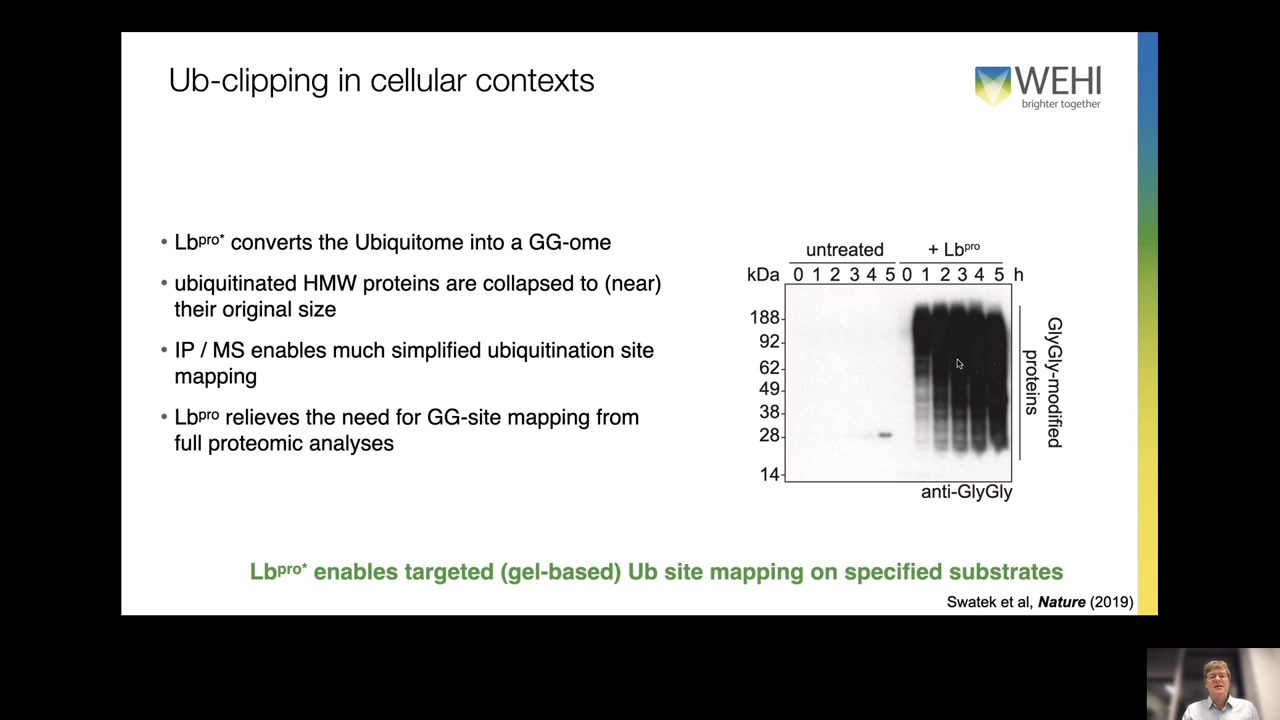 Ub-clipping in cellular contexts
WEHI
brighter together
• Lbpro* converts the Ubiquitome into a GG-ome
• ubiquitinated HMW proteins are collapsed to (near)
their original size
• IP / MS enables much simplified ubiquitination site
mapping
• Lbpro relieves the need for GG-site mapping from
full proteomic analyses
untreated + Lbpro
kDa 0 1 2 3 4 5 0 1 2 3 4 5 h
188
92
62
49
38
28
14
GlyGly-modified
proteins
anti-GlyGly
Lbpro* enables targeted (gel-based) Ub site mapping on specified substrates
Swatek et al, Nature (2019)